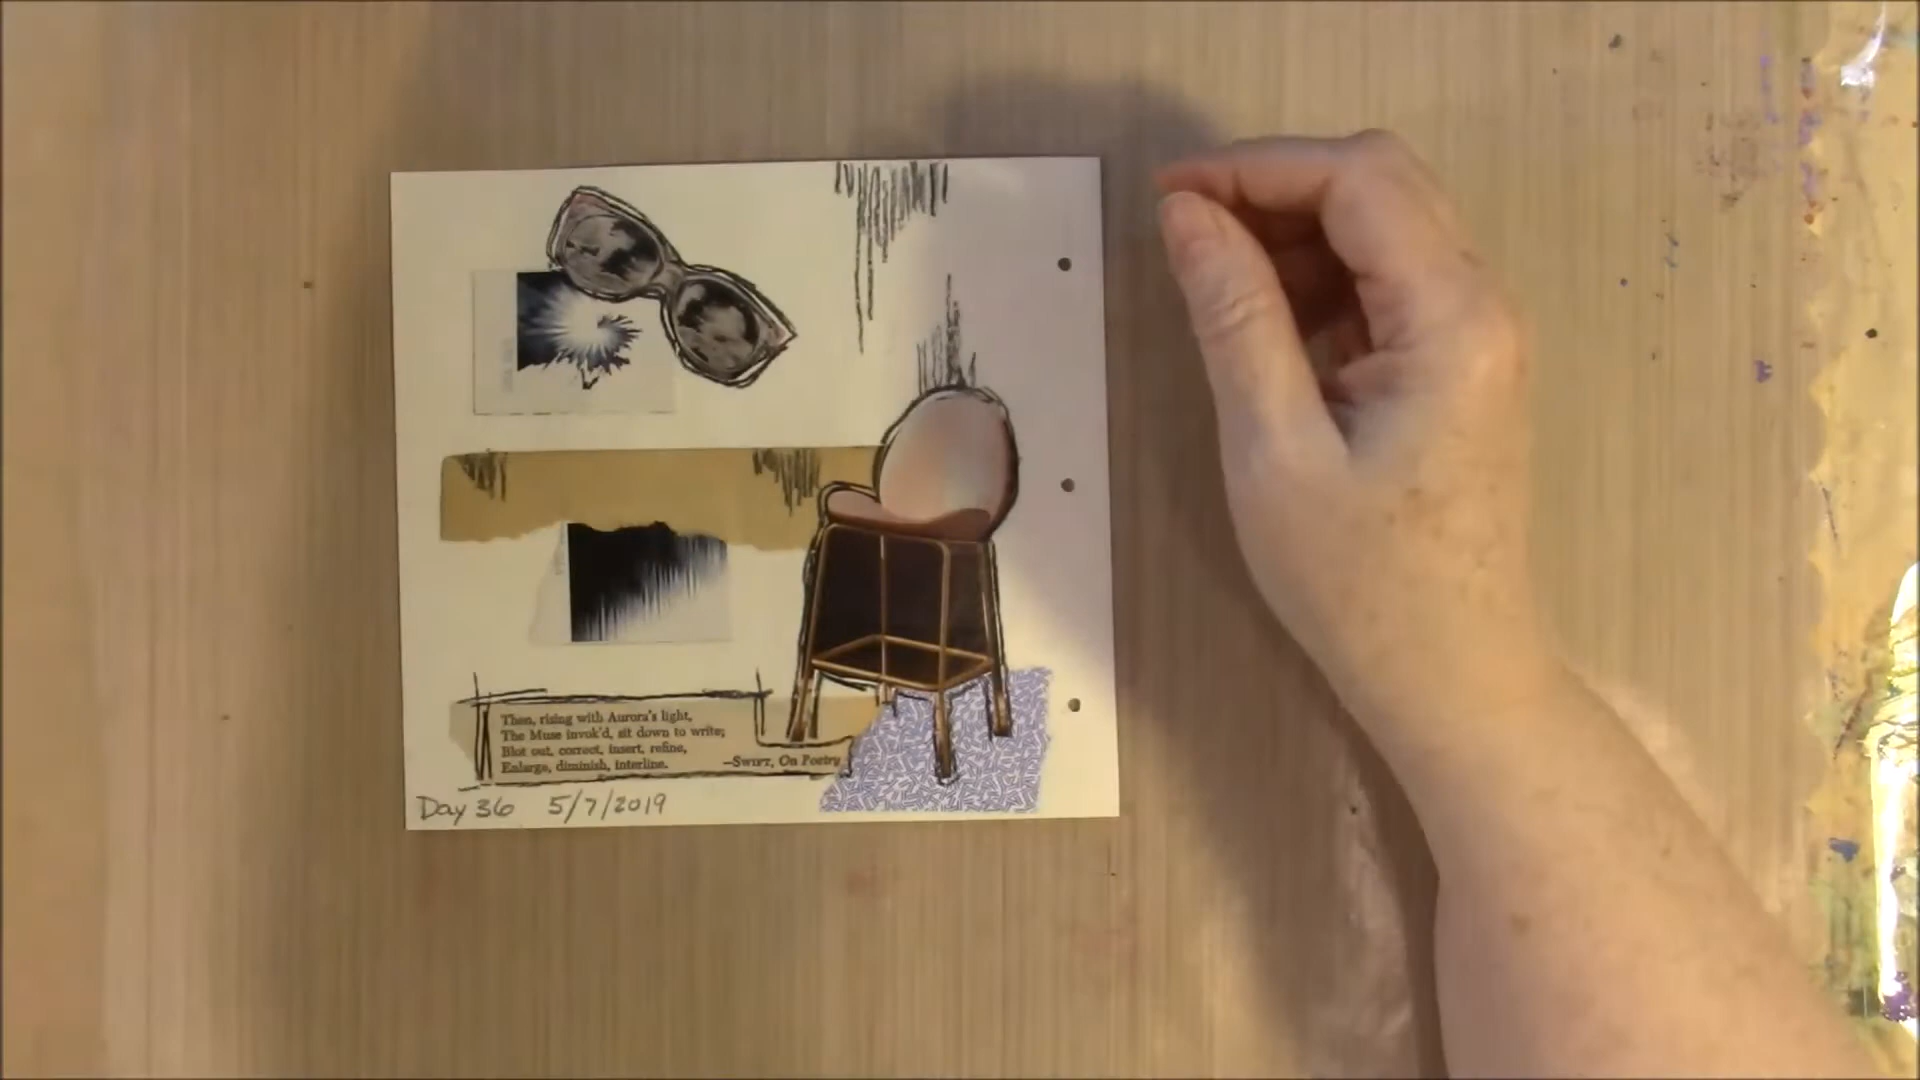 Then, rising with Aurora's light,
The Muse invok'd, sit down to write;
Blot out, correct, insert, refine,
Enlarge, diminish, interline.
—SWIFT, On Poetry
Day 36 5/7/2019